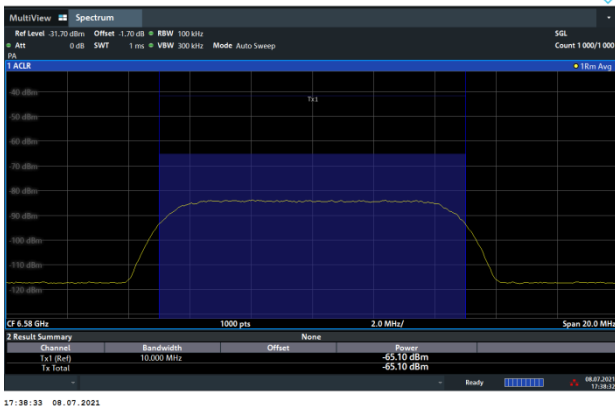 MultiView Spectrum
Ref Level -31.70 dBm Offset -1.70 dB RBW 100 kHz SGL
Att 0 dB SWT 1 ms VBW 300 kHz Mode Auto Sweep Count 1000/1000
PA
1 ACLR 1Rm Avg
-40 dBm
Tx1
-50 dBm
-60 dBm
-70 dBm
-80 dBm
-90 dBm
-100 dBm
-110 dBm
-120 dBm
CF 6.58 GHz 1000 pts 2.0 MHz/ Span 20.0 MHz
2 Result Summary None
Channel Bandwidth Offset Power
Tx1 (Ref) 10.000 MHz -65.10 dBm
Tx Total -65.10 dBm
Ready 08.07.2021
17:38:32
17:38:33 08.07.2021